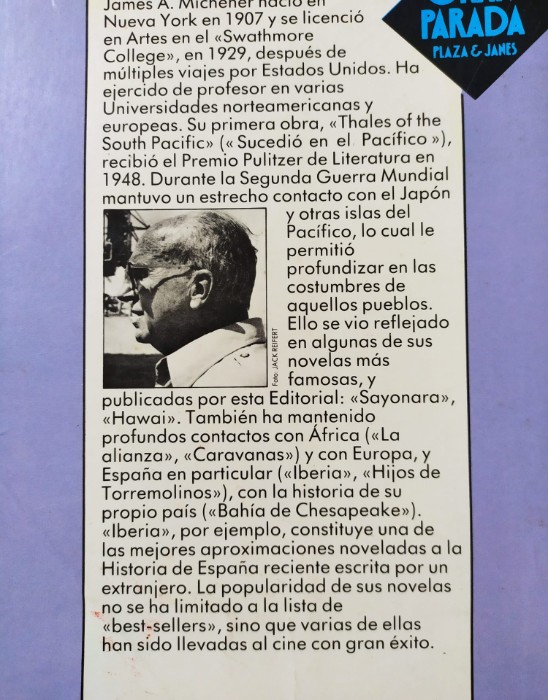 James A. Michener nació en
Nueva York en 1907 y se licenció
en Artes en el «Swathmore
College», en 1929, después de
múltiples viajes por Estados Unidos. Ha
ejercido de profesor en varias
Universidades norteamericanas y
europeas. Su primera obra, «Thales of the
South Pacific» («Sucedió en el Pacífico»),
recibió el Premio Pulitzer de Literatura en
1948. Durante la Segunda Guerra Mundial
mantuvo un estrecho contacto con el Japón
y otras islas del
Pacífico, lo cual le
permitió
profundizar en las
costumbres de
aquellos pueblos.
Ello se vio reflejado
en algunas de sus
novelas más
famosas, y
publicadas por esta Editorial: «Sayonara»,
«Hawai». También ha mantenido
profundos contactos con África («La
alianza», «Caravanas») y con Europa, y
España en particular («Iberia», «Hijos de
Torremolinos»), con la historia de su
propio país («Bahía de Chesapeake»).
«Iberia», por ejemplo, constituye una de
las mejores aproximaciones noveladas a la
Historia de España reciente escrita por un
extranjero. La popularidad de sus novelas
no se ha limitado a la lista de
«best-sellers», sino que varias de ellas
han sido llevadas al cine con gran éxito.
Foto: JACK REIFERT
GRAN
PARADA
PLAZA & JANES